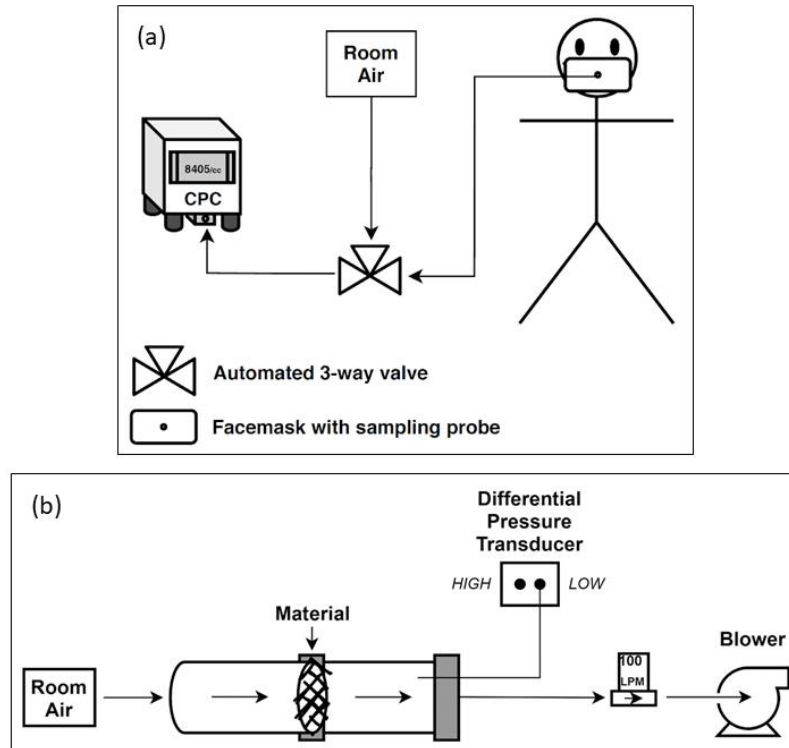 (a)
Room
Air
8405/cc
CPC
Automated 3-way valve
Facemask with sampling probe
(b)
Differential
Pressure
Transducer
HIGH
LOW
Material
Blower
100
LPM
Room
Air